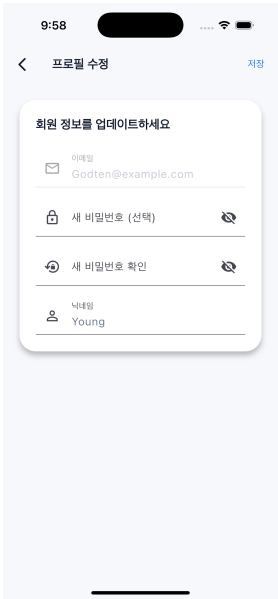 9:58
프로필 수정
저장
회원 정보를 업데이트하세요
이메일
Godten@example.com
새 비밀번호 (선택)
새 비밀번호 확인
닉네임
Young